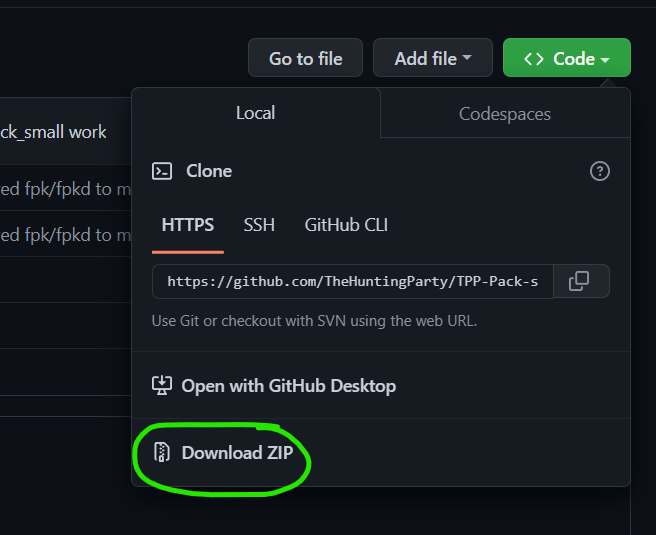 Go to file
Add file
<> Code
Local
Codespaces
ck_small work
Clone
red fpk/fpkd to m
HTTPS SSH GitHub CLI
red fpk/fpkd to m
https://github.com/TheHuntingParty/TPP-Pack-s
Use Git or checkout with SVN using the web URL.
Open with GitHub Desktop
Download ZIP